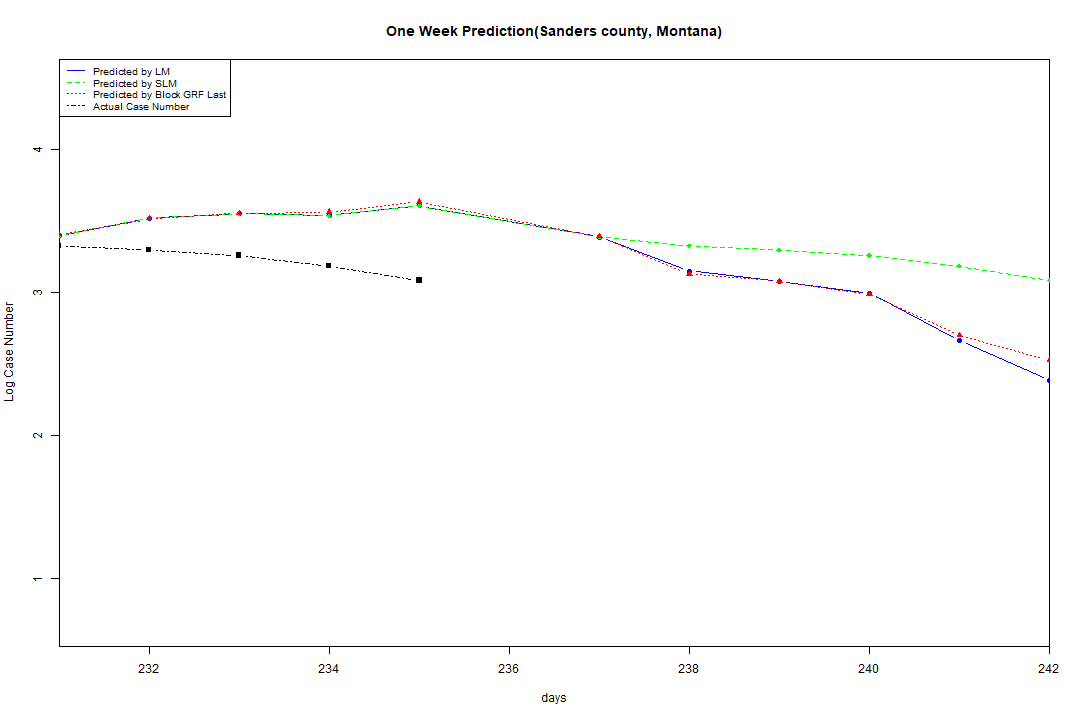 One Week Prediction(Sanders county, Montana)
Predicted by LM
Predicted by SLM
Predicted by Block GRF Last
Actual Case Number
4
3
2
1
Log Case Number
232 234 236 238 240 242
days